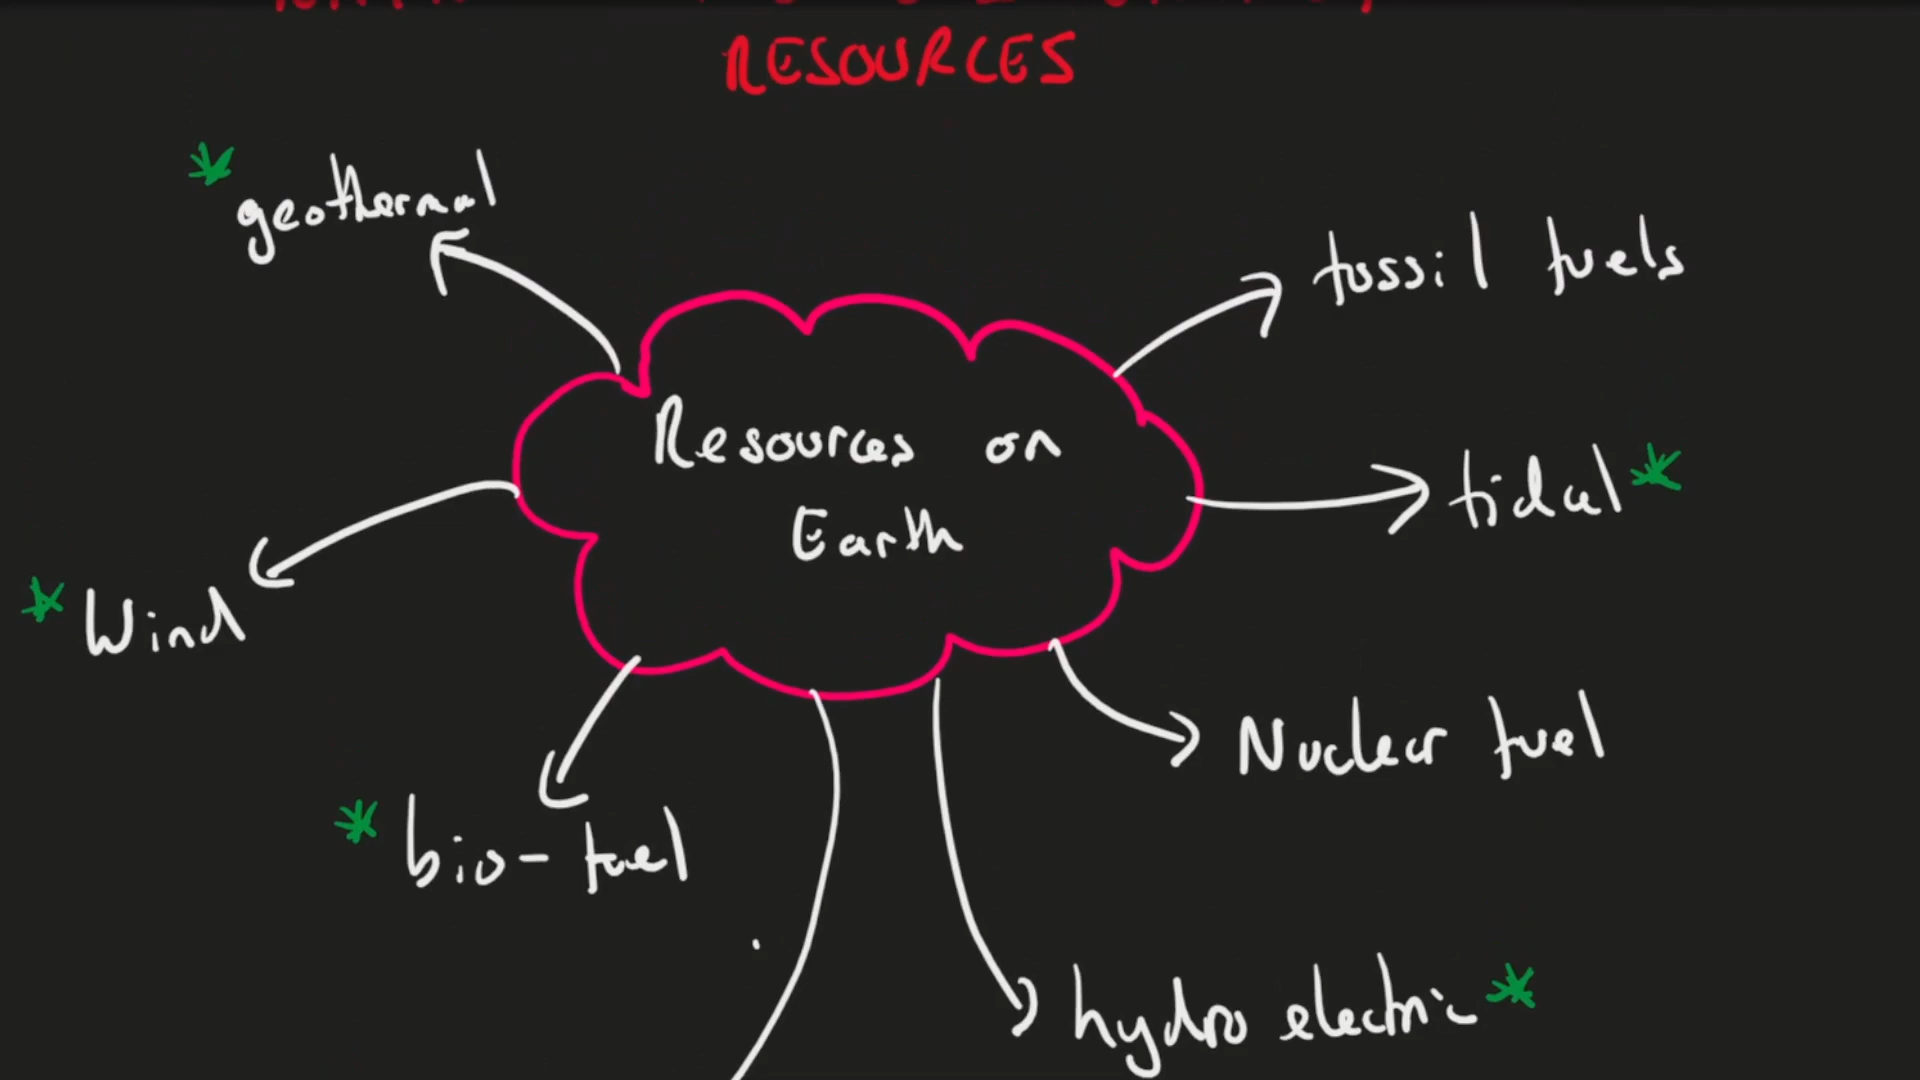 RESOURCES
geothermal
fossil fuels
Resources on
Earth
tidal
Wind
Nuclear fuel
bio-fuel
hydro electric